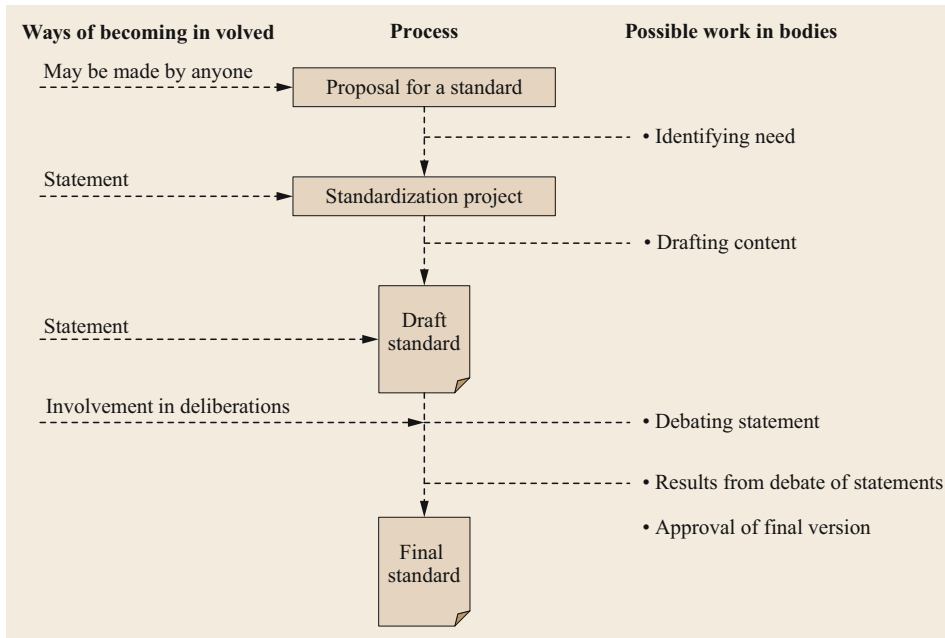 Ways of becoming in volved
Process
Possible work in bodies
May be made by anyone
Proposal for a standard
• Identifying need
Statement
Standardization project
• Drafting content
Statement
Draft
standard
Involvement in deliberations
• Debating statement
• Results from debate of statements
• Approval of final version
Final
standard